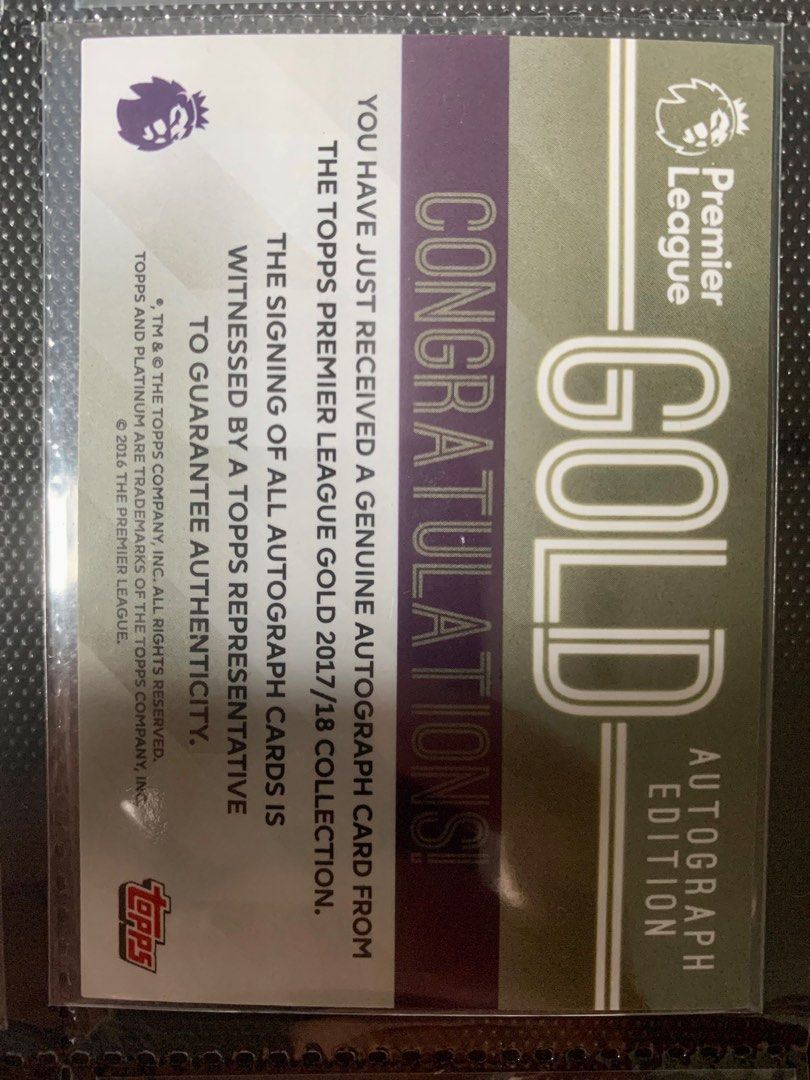 Premier
League
GOLD
AUTOGRAPH
EDITION
CONGRATULATIONS!
YOU HAVE JUST RECEIVED A GENUINE AUTOGRAPH CARD FROM
THE TOPPS PREMIER LEAGUE GOLD 2017/18 COLLECTION.
THE SIGNING OF ALL AUTOGRAPH CARDS IS
WITNESSED BY A TOPPS REPRESENTATIVE
TO GUARANTEE AUTHENTICITY.
®, TM & © THE TOPPS COMPANY, INC. ALL RIGHTS RESERVED.
TOPPS AND PLATINUM ARE TRADEMARKS OF THE TOPPS COMPANY, INC.
© 2016 THE PREMIER LEAGUE.
topps